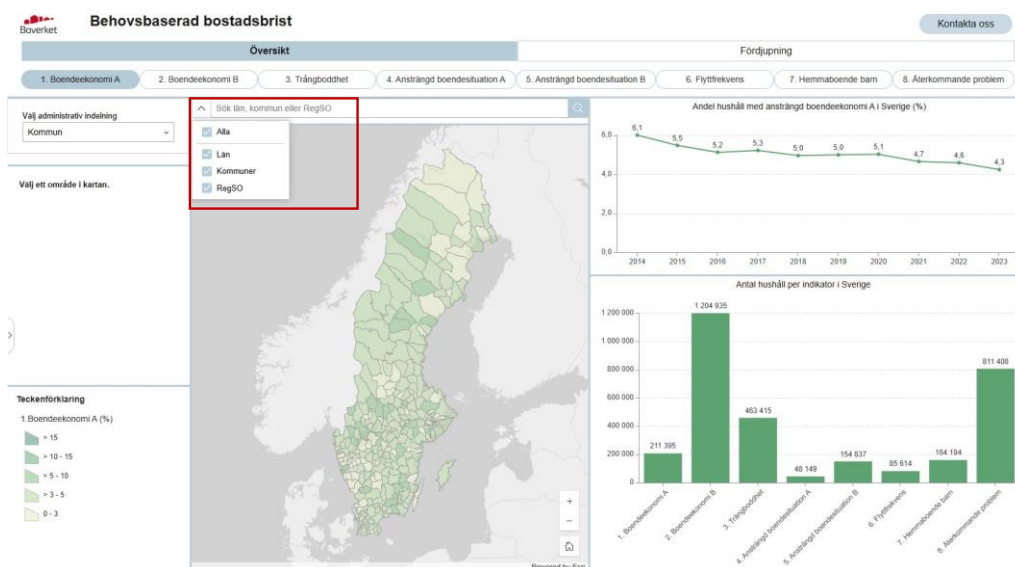 Boverket
Behovsbaserad bostadsbrist
Kontakta oss
Översikt
Fördjupning
1. Boendeekonomi A
2. Boendeekonomi B
3. Trångboddhet
4. Ansträngd boendesituation A
5. Ansträngd boendesituation B
6. Flyttfrekvens
7. Hemmaboende barn
8. Återkommande problem
Välj administrativ indelning
Kommun
Välj ett område i kartan.
Sök län, kommun eller RegSO
Alla
Län
Kommuner
RegSO
Teckenförklaring
1.Boendeekonomi A (%)
> 15
> 10 - 15
> 5 - 10
> 3 - 5
0 - 3
+
−
Powered by Esri
Andel hushåll med ansträngd boendeekonomi A i Sverige (%)
6,0
4,0
2,0
0,0
6,1
5,5
5,2
5,3
5,0
5,0
5,1
4,7
4,6
4,3
2014
2015
2016
2017
2018
2019
2020
2021
2022
2023
Antal hushåll per indikator i Sverige
1 200 000
1 000 000
800 000
600 000
400 000
200 000
0
211 395
1 204 935
463 415
48 149
154 837
85 614
164 194
811 408
1. Boendeekonomi A
2. Boendeekonomi B
3. Trångboddhet
4. Ansträngd boendesituation A
5. Ansträngd boendesituation B
6. Flyttfrekvens
7. Hemmaboende barn
8. Återkommande problem